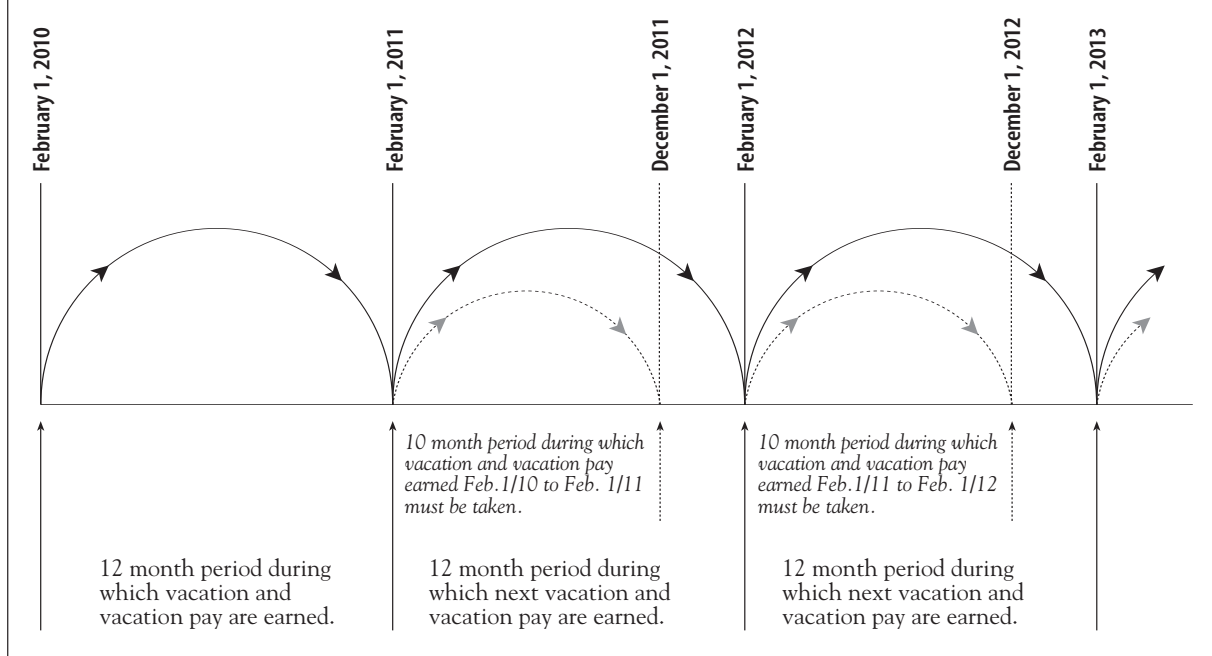 February 1, 2010
February 1, 2011
December 1, 2011
February 1, 2012
December 1, 2012
February 1, 2013
10 month period during which
vacation and vacation pay
earned Feb.1/10 to Feb. 1/11
must be taken.
10 month period during which
vacation and vacation pay
earned Feb.1/11 to Feb. 1/12
must be taken.
12 month period during
which vacation and
vacation pay are earned.
12 month period during
which next vacation and
vacation pay are earned.
12 month period during
which next vacation and
vacation pay are earned.